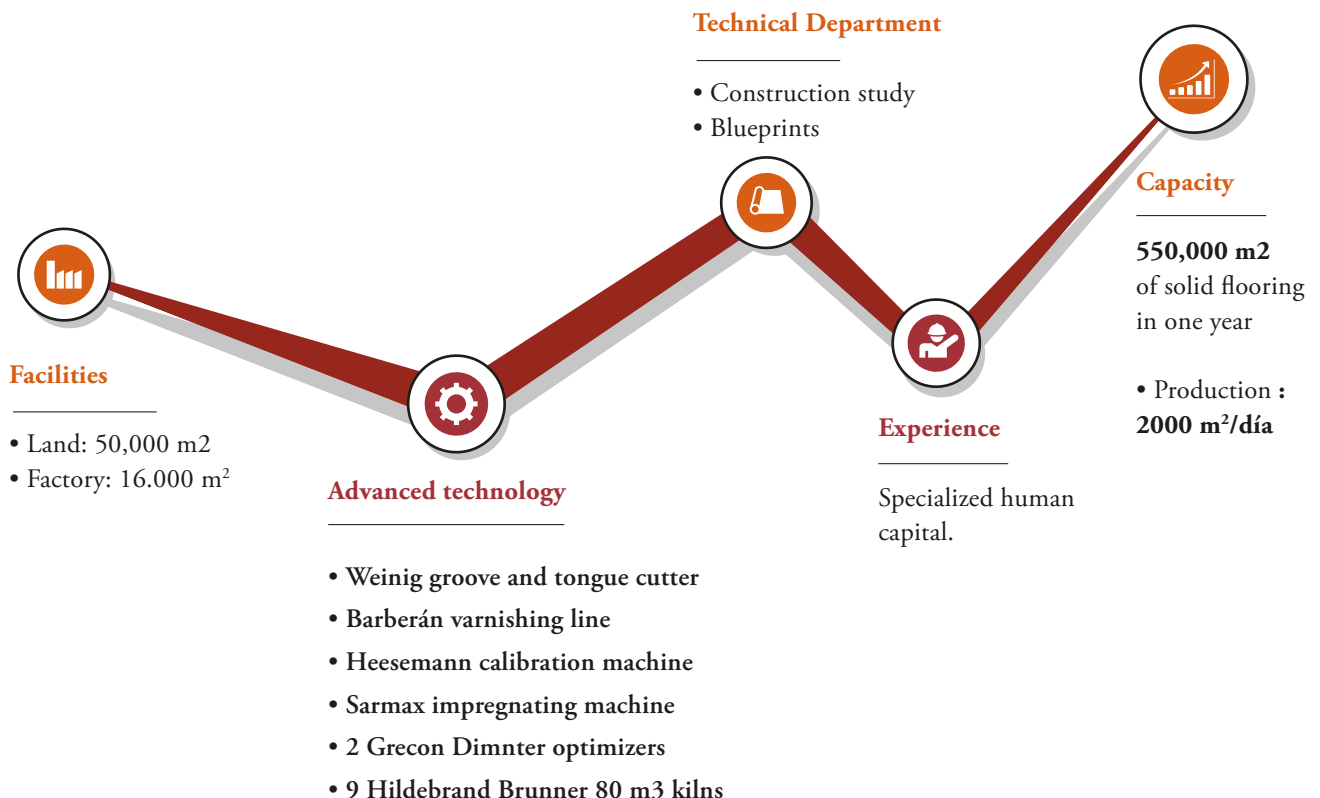 Facilities
• Land: 50,000 m2
• Factory: 16.000 m²
Advanced technology
• Weinig groove and tongue cutter
• Barberán varnishing line
• Heesemann calibration machine
• Sarmax impregnating machine
• 2 Grecon Dimnter optimizers
• 9 Hildebrand Brunner 80 m3 kilns
Technical Department
• Construction study
• Blueprints
Experience
Specialized human
capital.
Capacity
550,000 m2
of solid flooring
in one year
• Production :
2000 m²/día